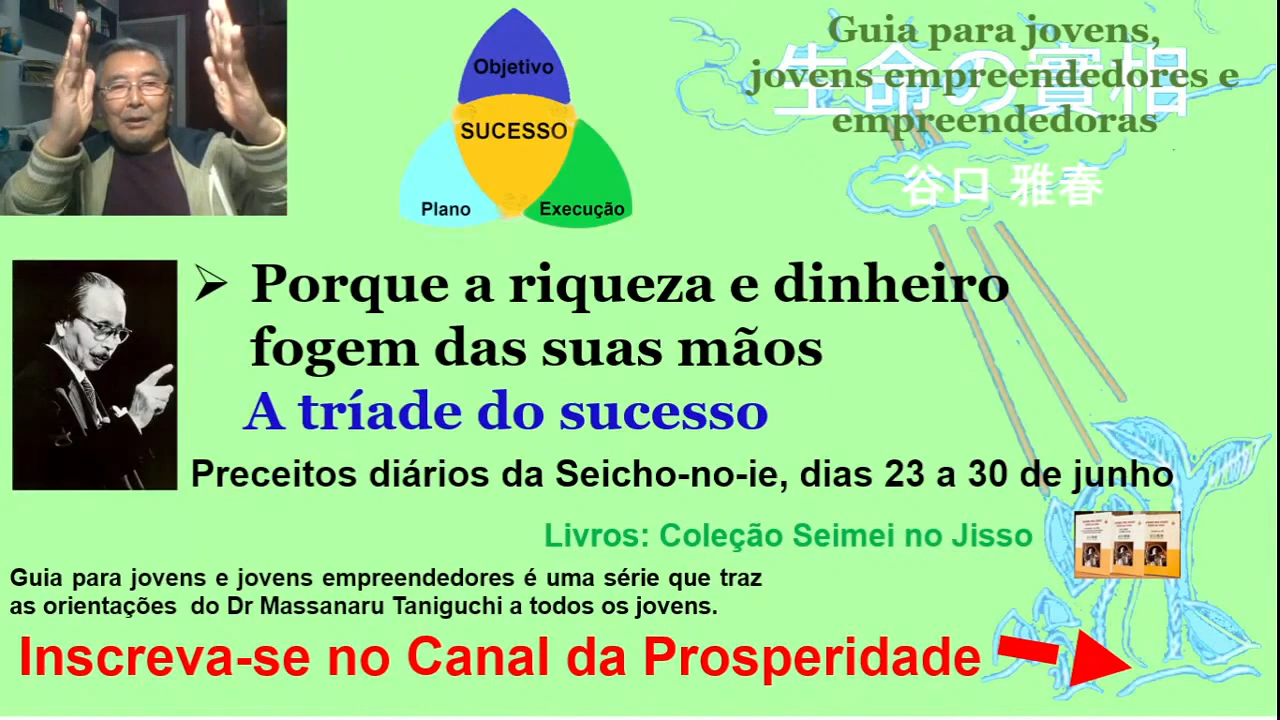 Guia para jovens,
jovens empreendedores e
empreendedoras
生命の實相
谷口 雅春
Objetivo
SUCESSO
Plano
Execução
➢ Porque a riqueza e dinheiro
fogem das suas mãos
A tríade do sucesso
Preceitos diários da Seicho-no-ie, dias 23 a 30 de junho
Livros: Coleção Seimei no Jisso
Guia para jovens e jovens empreendedores é uma série que traz
as orientações do Dr Massanaru Taniguchi a todos os jovens.
Inscreva-se no Canal da Prosperidade